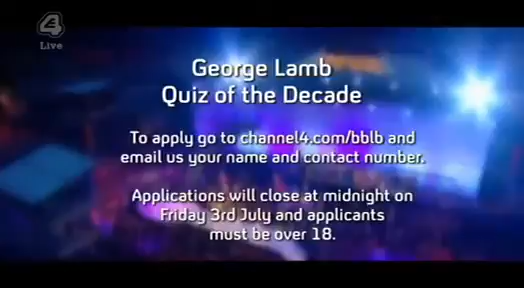 4
Live
George Lamb
Quiz of the Decade
To apply go to channel4.com/bblb and
email us your name and contact number.
Applications will close at midnight on
Friday 3rd July and applicants
must be over 18.